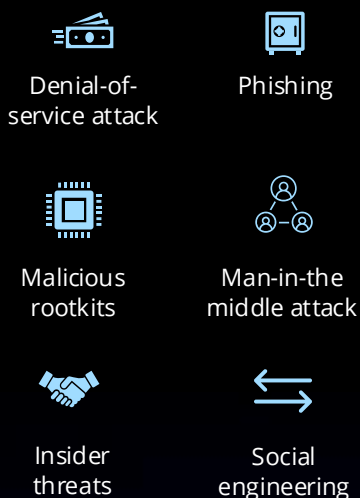 Denial-of-
service attack
Phishing
Malicious
rootkits
Man-in-the
middle attack
Insider
threats
Social
engineering